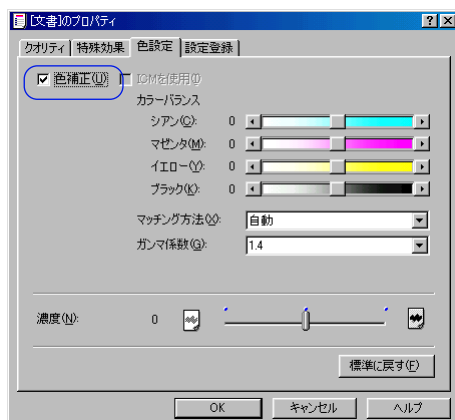 [文書]のプロパティ
クオリティ 特殊効果 色設定 設定登録
色補正(U) ICMを使用(I)
カラーバランス
シアン(C): 0
マゼンタ(M): 0
イエロー(Y): 0
ブラック(K): 0
マッチング方法(X): 自動
ガンマ係数(G): 1.4
濃度(N): 0
標準に戻す(F)
OK キャンセル ヘルプ